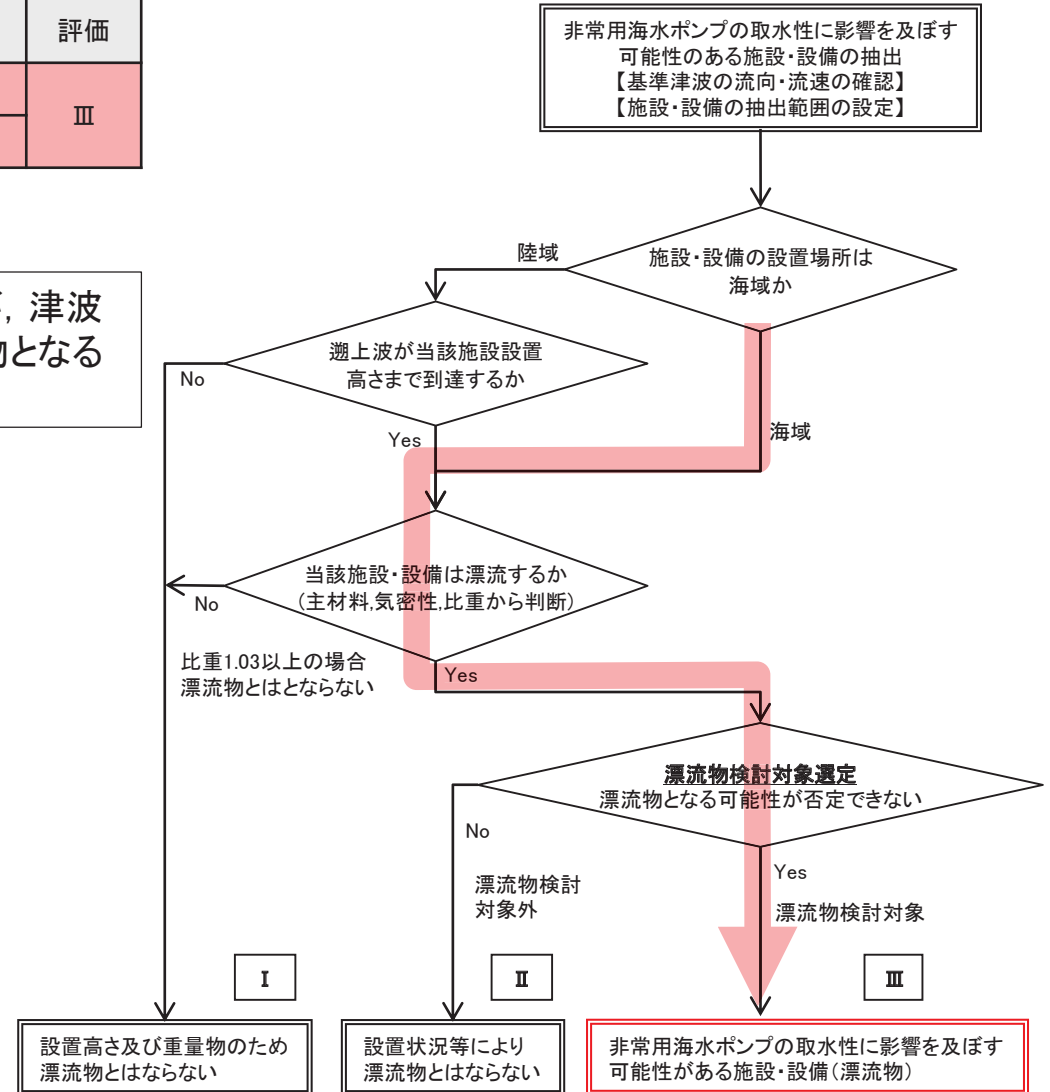 評価
Ⅲ
津波
物となる
非常用海水ポンプの取水性に影響を及ぼす
可能性のある施設・設備の抽出
【基準津波の流向・流速の確認】
【施設・設備の抽出範囲の設定】
施設・設備の設置場所は
海域か
陸域
海域
遡上波が当該施設設置
高さまで到達するか
No
Yes
当該施設・設備は漂流するか
(主材料,気密性,比重から判断)
No
Yes
比重1.03以上の場合
漂流物とはとならない
漂流物検討対象選定
漂流物となる可能性が否定できない
No
Yes
漂流物検討
対象外
漂流物検討対象
Ⅰ
Ⅱ
Ⅲ
設置高さ及び重量物のため
漂流物とはならない
設置状況等により
漂流物とはならない
非常用海水ポンプの取水性に影響を及ぼす
可能性がある施設・設備(漂流物)